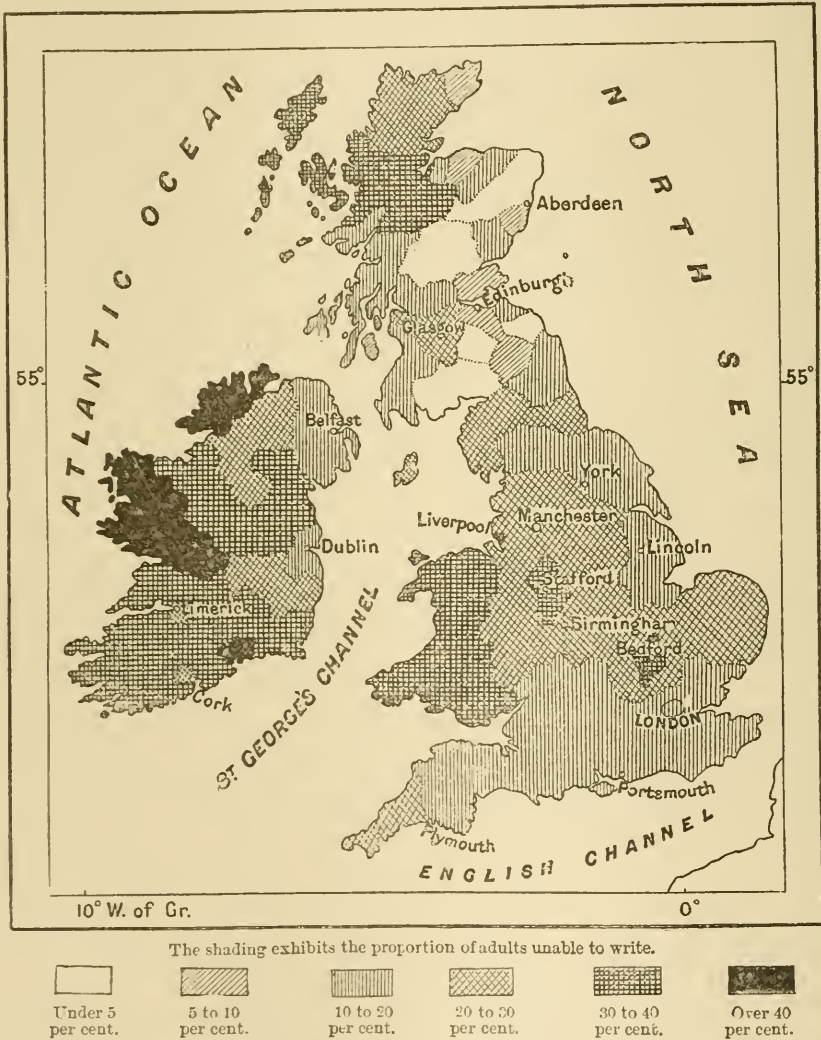 ATLANTIC OCEAN
NORTH SEA
Aberdeen
Edinburgh
Glasgow
55°
55°
Belfast
York
Liverpool
Manchester
Lincoln
Dublin
Stafford
Limerick
Birmingham
Bedford
Cork
ST GEORGE'S CHANNEL
LONDON
Portsmouth
Plymouth
ENGLISH CHANNEL
10° W. of Gr.
0°
The shading exhibits the proportion of adults unable to write.
Under 5 per cent.
5 to 10 per cent.
10 to 20 per cent.
20 to 30 per cent.
30 to 40 per cent.
Over 40 per cent.